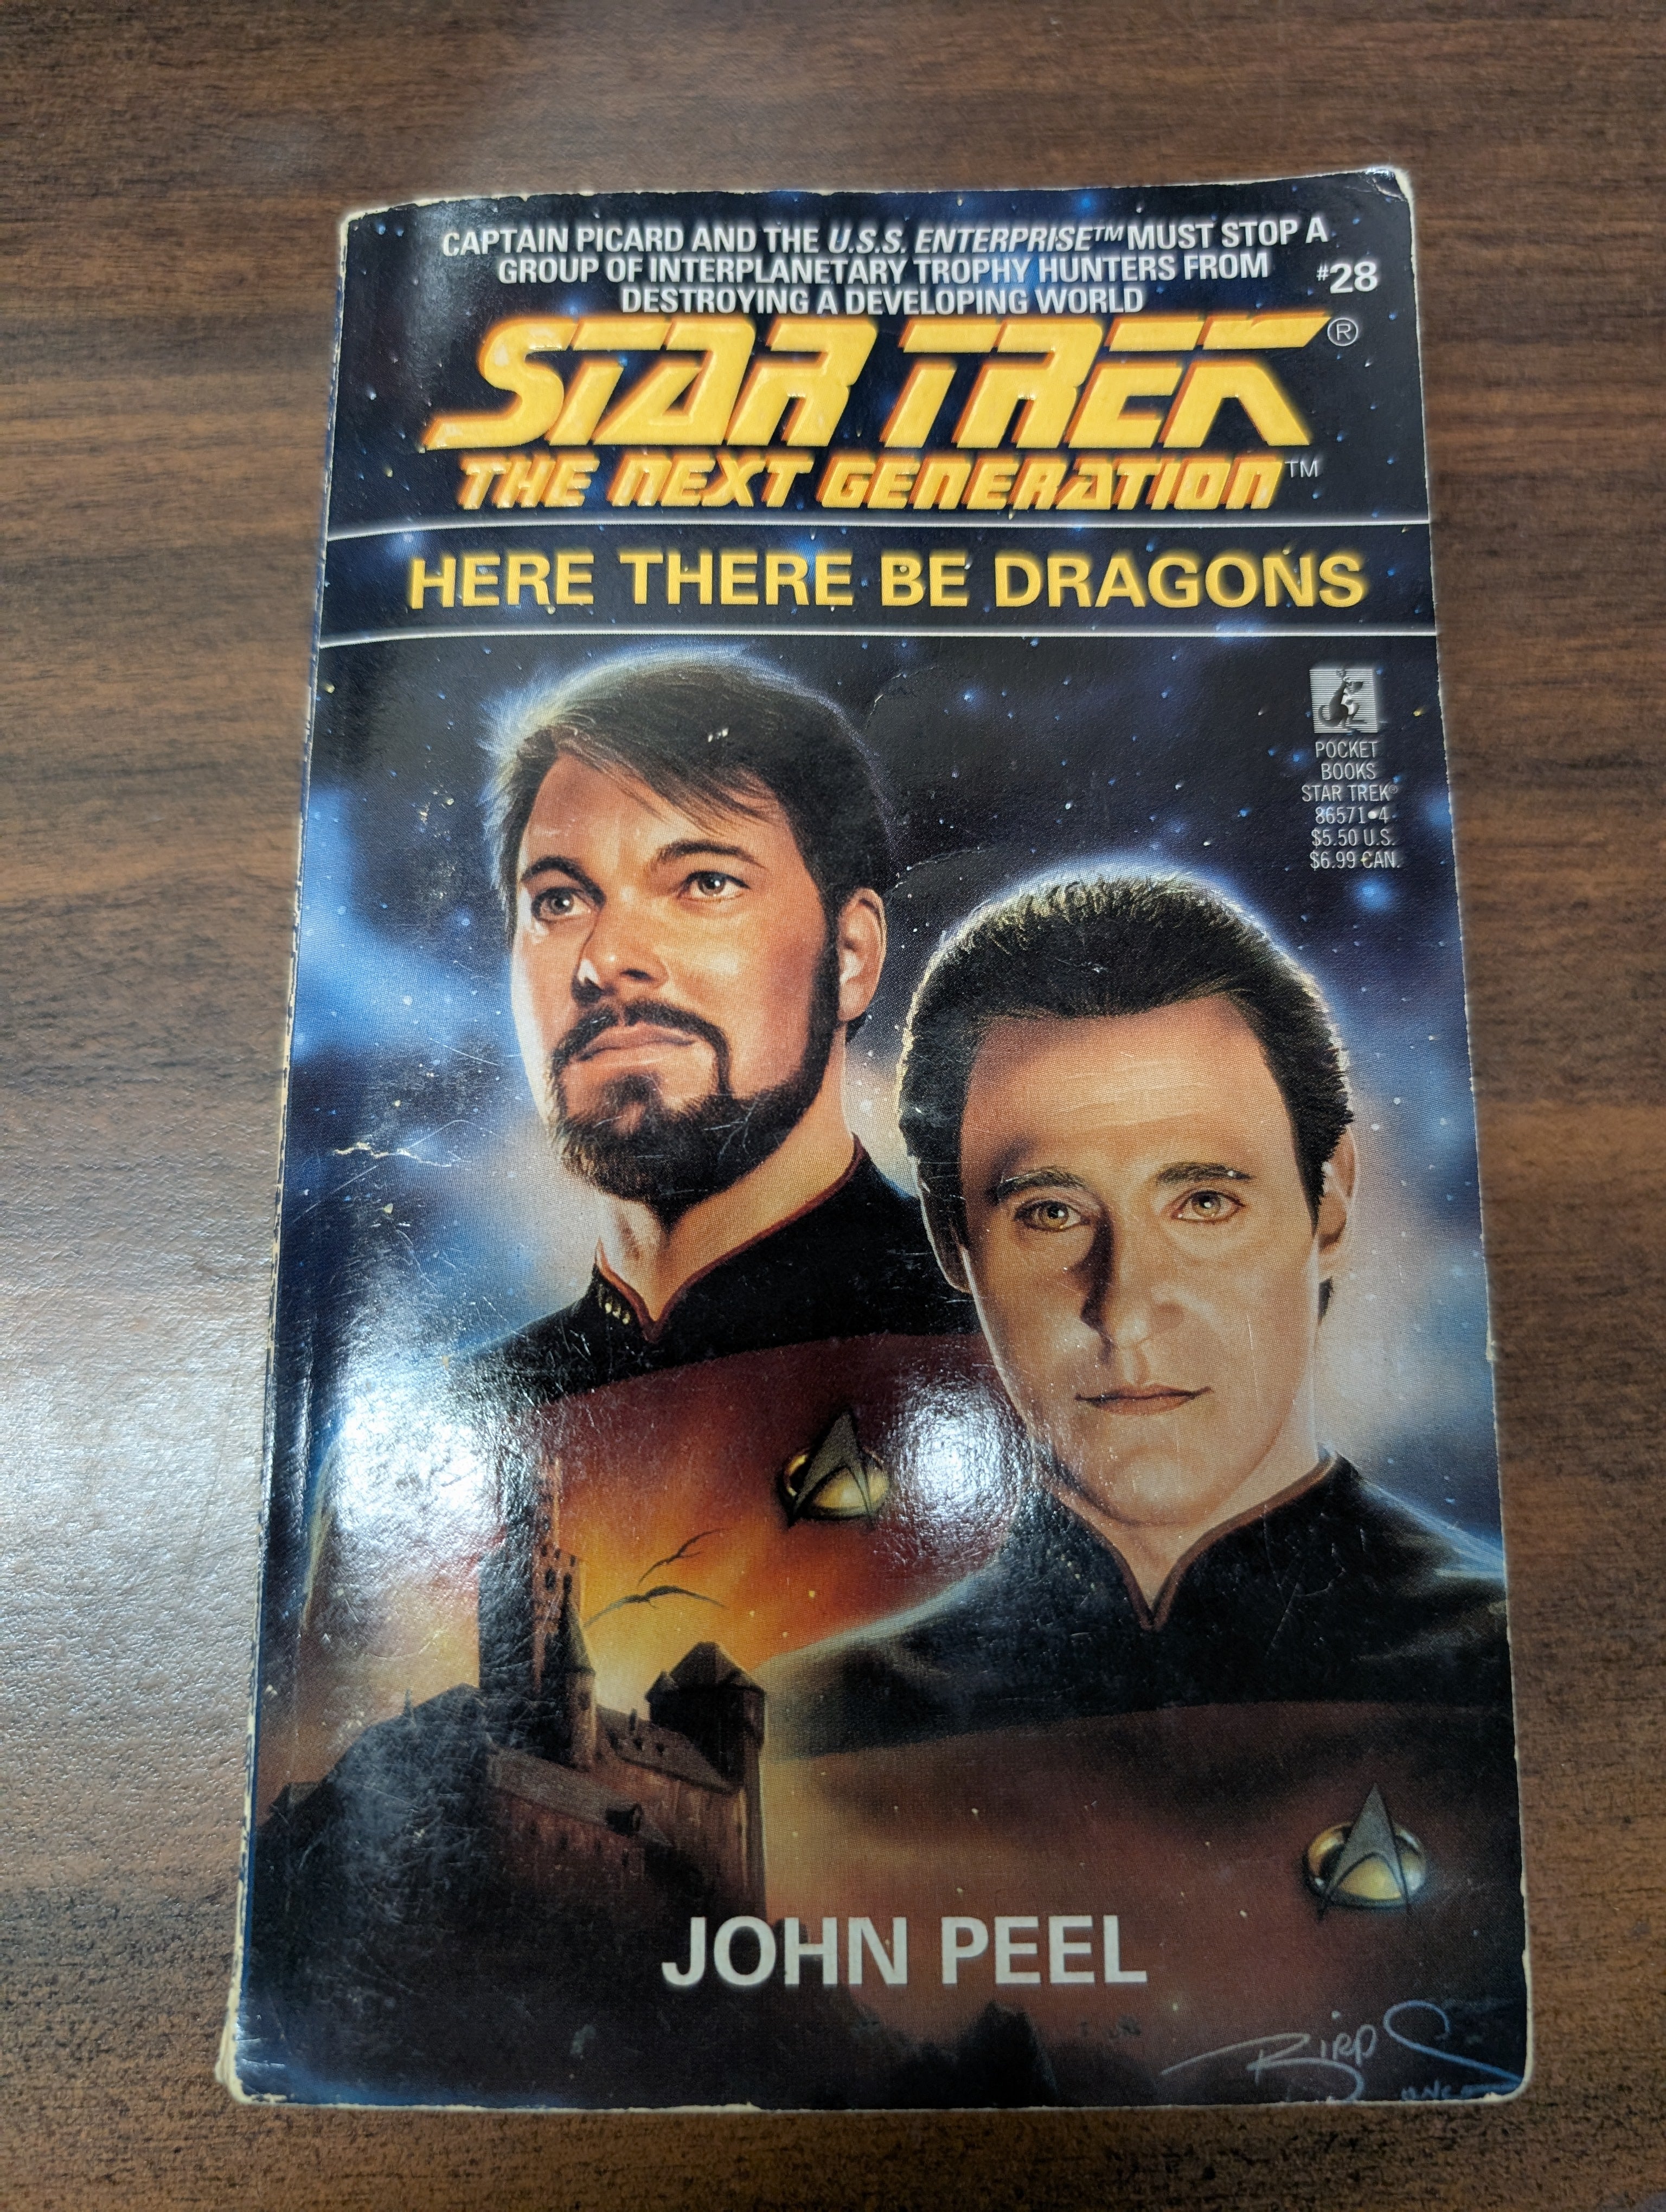 CAPTAIN PICARD AND THE U.S.S. ENTERPRISE™ MUST STOP A
GROUP OF INTERPLANETARY TROPHY HUNTERS FROM
DESTROYING A DEVELOPING WORLD
#28
STAR TREK®
THE NEXT GENERATION™
HERE THERE BE DRAGONS
POCKET
BOOKS
STAR TREK®
86571•4
$5.50 U.S.
$6.99 CAN.
JOHN PEEL
BIRDS